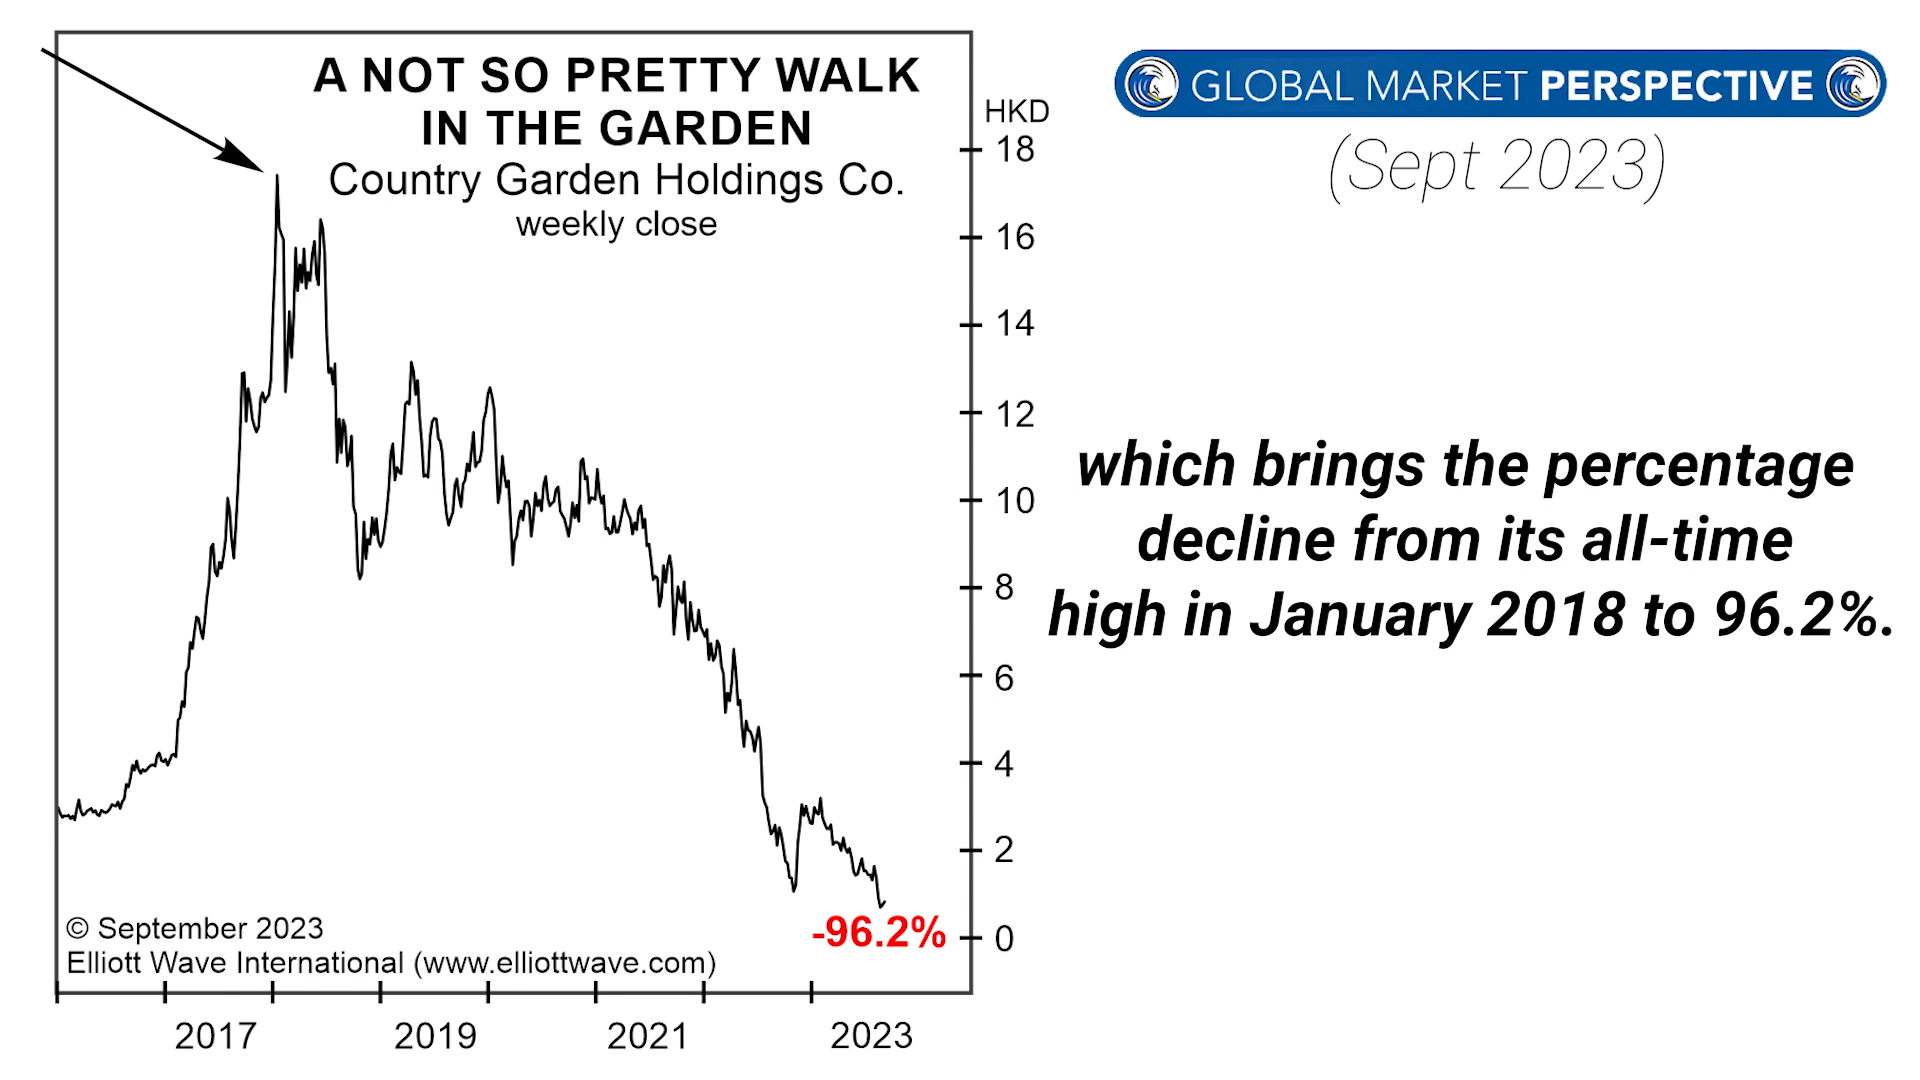 A NOT SO PRETTY WALK
IN THE GARDEN
Country Garden Holdings Co.
weekly close
HKD
18
16
14
12
10
8
6
4
2
0
-96.2%
© September 2023
Elliott Wave International (www.elliottwave.com)
2017 2019 2021 2023
GLOBAL MARKET PERSPECTIVE
(Sept 2023)
which brings the percentage
decline from its all-time
high in January 2018 to 96.2%.